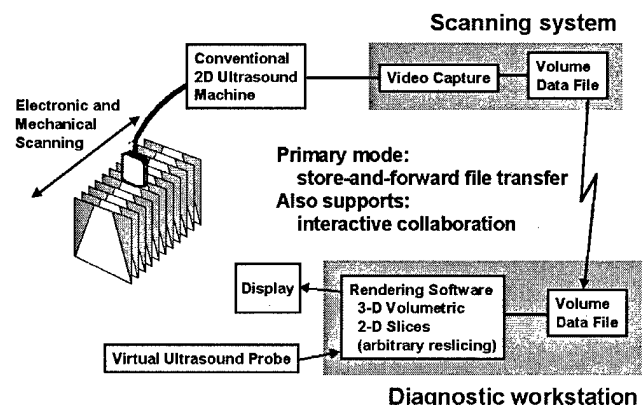 Scanning system
Conventional
2D Ultrasound
Machine
Video Capture
Volume
Data File
Electronic and
Mechanical
Scanning
Primary mode:
store-and-forward file transfer
Also supports:
interactive collaboration
Display
Rendering Software
3-D Volumetric
2-D Slices
(arbitrary reslicing)
Volume
Data File
Virtual Ultrasound Probe
Diagnostic workstation